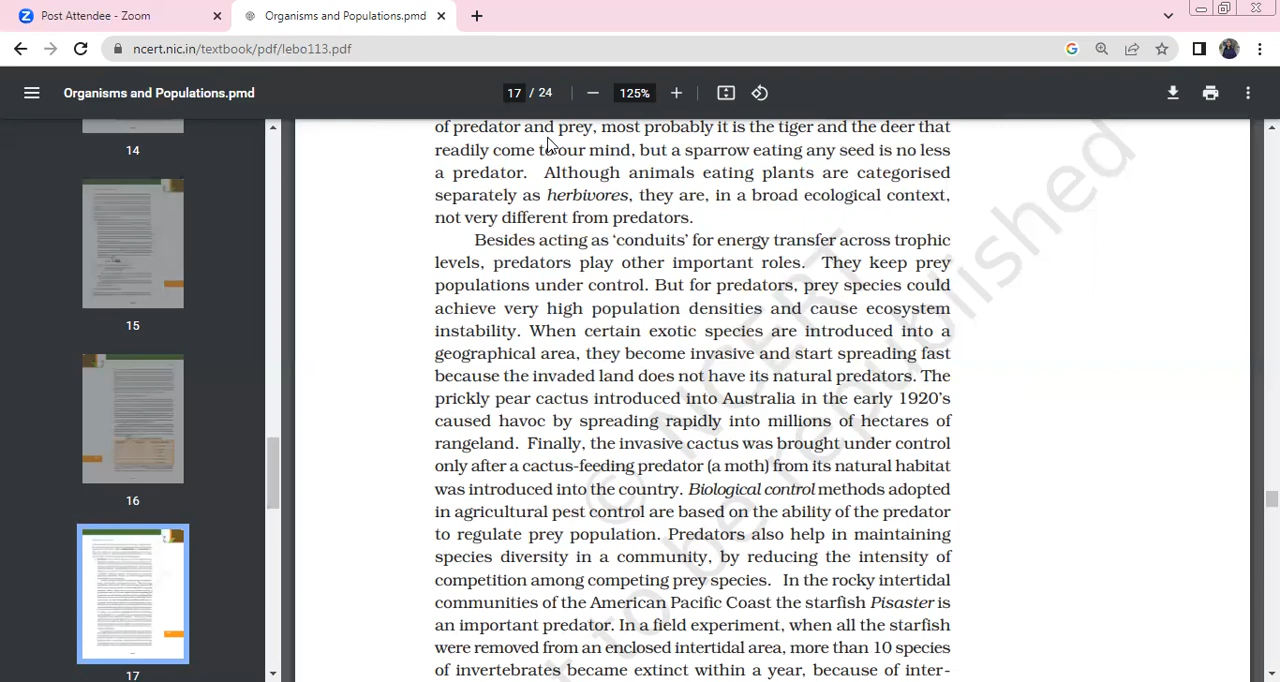 Post Attendee - Zoom
Organisms and Populations.pmd
ncert.nic.in/textbook/pdf/lebo113.pdf
Organisms and Populations.pmd
17 / 24
125%
14
15
16
17
of predator and prey, most probably it is the tiger and the deer that
readily come to our mind, but a sparrow eating any seed is no less
a predator. Although animals eating plants are categorised
separately as herbivores, they are, in a broad ecological context,
not very different from predators.
Besides acting as 'conduits' for energy transfer across trophic
levels, predators play other important roles. They keep prey
populations under control. But for predators, prey species could
achieve very high population densities and cause ecosystem
instability. When certain exotic species are introduced into a
geographical area, they become invasive and start spreading fast
because the invaded land does not have its natural predators. The
prickly pear cactus introduced into Australia in the early 1920's
caused havoc by spreading rapidly into millions of hectares of
rangeland. Finally, the invasive cactus was brought under control
only after a cactus-feeding predator (a moth) from its natural habitat
was introduced into the country. Biological control methods adopted
in agricultural pest control are based on the ability of the predator
to regulate prey population. Predators also help in maintaining
species diversity in a community, by reducing the intensity of
competition among competing prey species. In the rocky intertidal
communities of the American Pacific Coast the starfish Pisaster is
an important predator. In a field experiment, when all the starfish
were removed from an enclosed intertidal area, more than 10 species
of invertebrates became extinct within a year, because of inter-
© NCERT
be republished